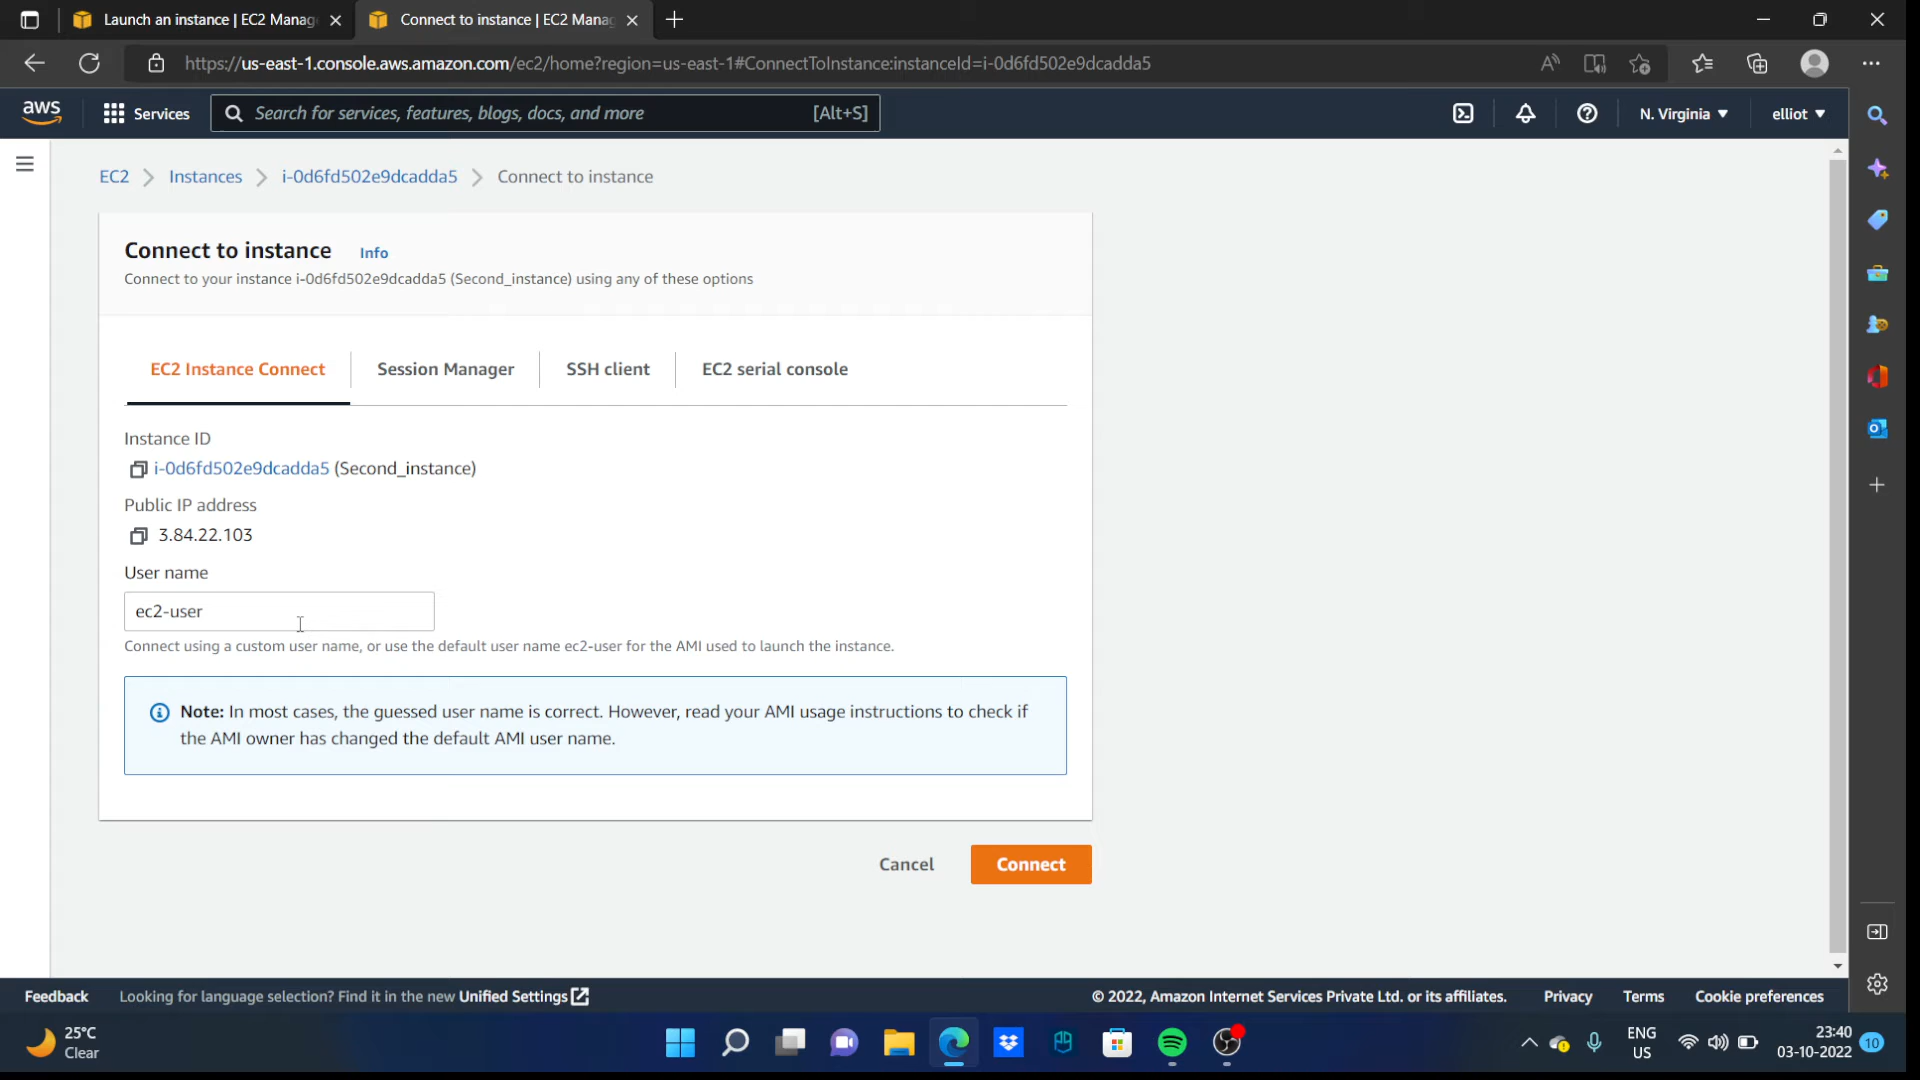 Launch an instance | EC2 Manag
Connect to instance | EC2 Mana
https://us-east-1.console.aws.amazon.com/ec2/home?region=us-east-1#ConnectToInstance:instanceId=i-0d6fd502e9dcadda5
aws
Services
Search for services, features, blogs, docs, and more
[Alt+S]
N. Virginia
elliot
EC2
Instances
i-0d6fd502e9dcadda5
Connect to instance
Connect to instance
Info
Connect to your instance i-0d6fd502e9dcadda5 (Second_instance) using any of these options
EC2 Instance Connect
Session Manager
SSH client
EC2 serial console
Instance ID
i-0d6fd502e9dcadda5 (Second_instance)
Public IP address
3.84.22.103
User name
ec2-user
Connect using a custom user name, or use the default user name ec2-user for the AMI used to launch the instance.
Note: In most cases, the guessed user name is correct. However, read your AMI usage instructions to check if
the AMI owner has changed the default AMI user name.
Cancel
Connect
Feedback
Looking for language selection? Find it in the new Unified Settings
© 2022, Amazon Internet Services Private Ltd. or its affiliates.
Privacy
Terms
Cookie preferences
25°C
Clear
ENG
US
23:40
03-10-2022
10